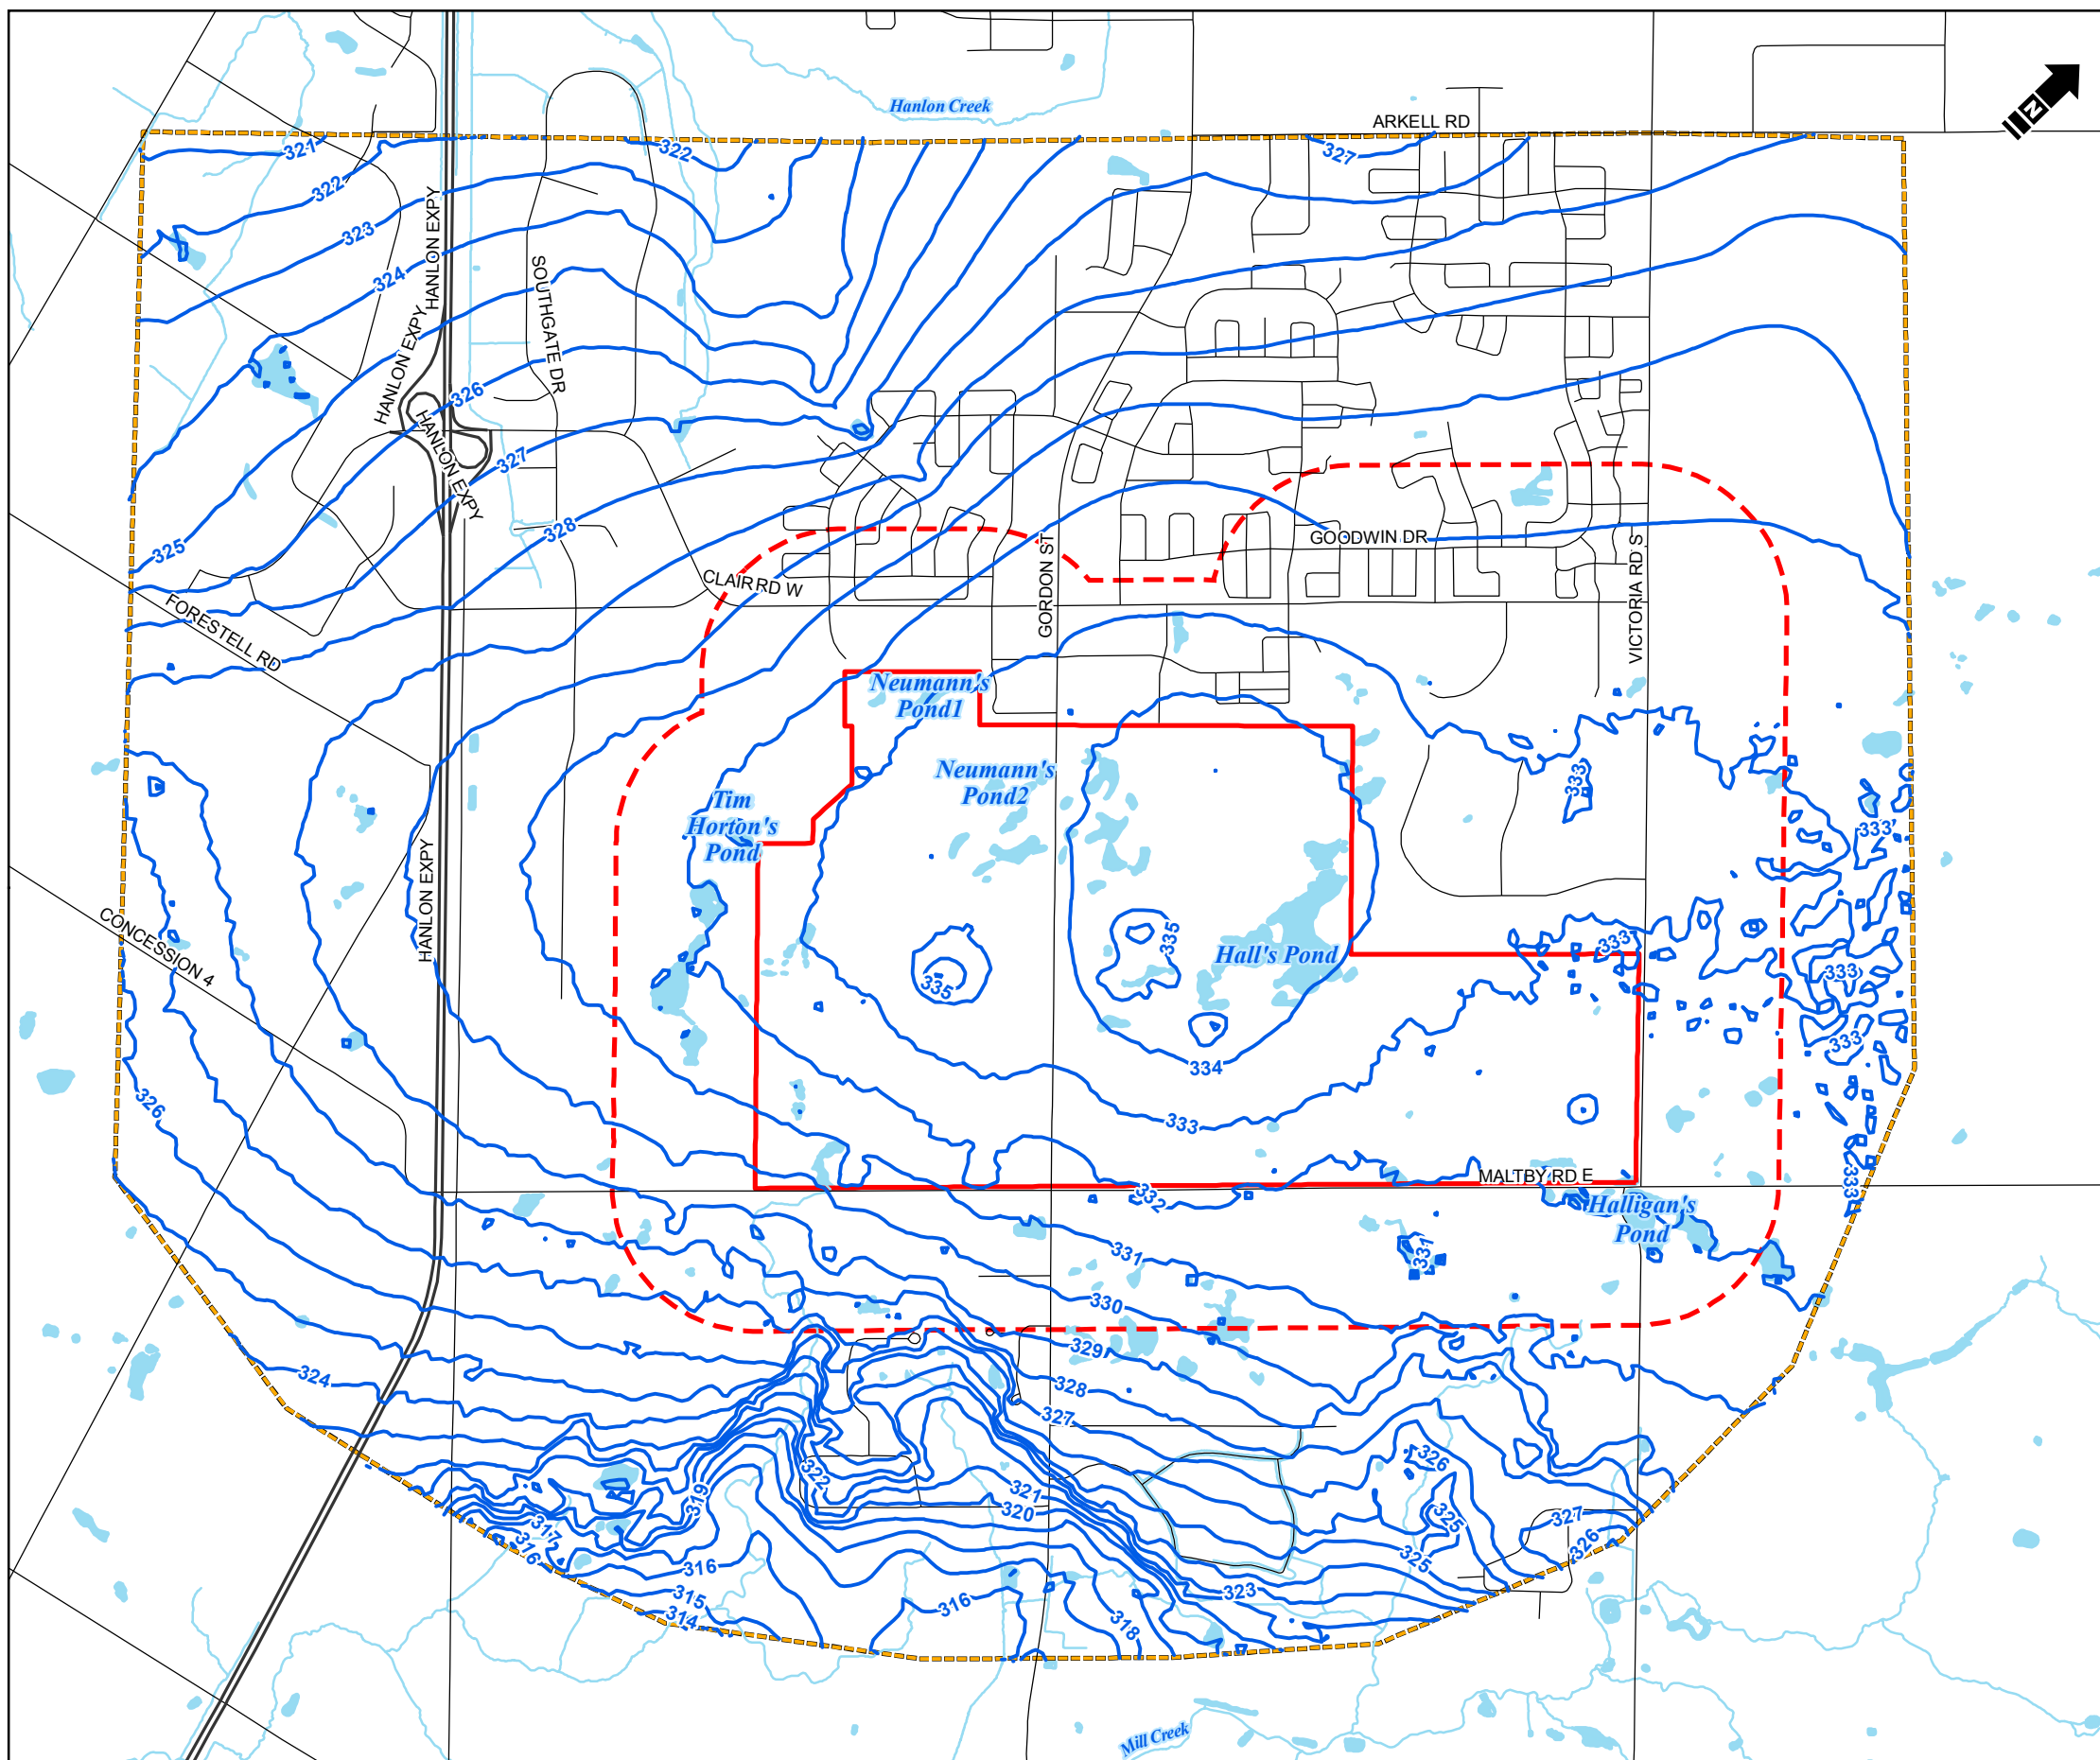 Hanlon Creek
ARKELL RD
N
321
322
327
322
HANLON EXPY
323
324
SOUTHGATE DR
HANLON EXPY
326
HANLON EXPY
327
328
325
GOODWIN DR
GORDON ST
CLAIR RD W
VICTORIA RD S
FORESTELL RD
Neumann's
Pond1
Neumann's
Pond2
333
Tim
Horton's
Pond
333
HANLON EXPY
CONCESSION 4
335
333
Hall's Pond
333
335
333
334
326
333
MALTBY RD E
333
332
Halligan's
Pond
331
331
330
329
324
328
327
326
322
319
321
320
327
325
317
316
326
325
316
323
315
316
314
318
Mill Creek